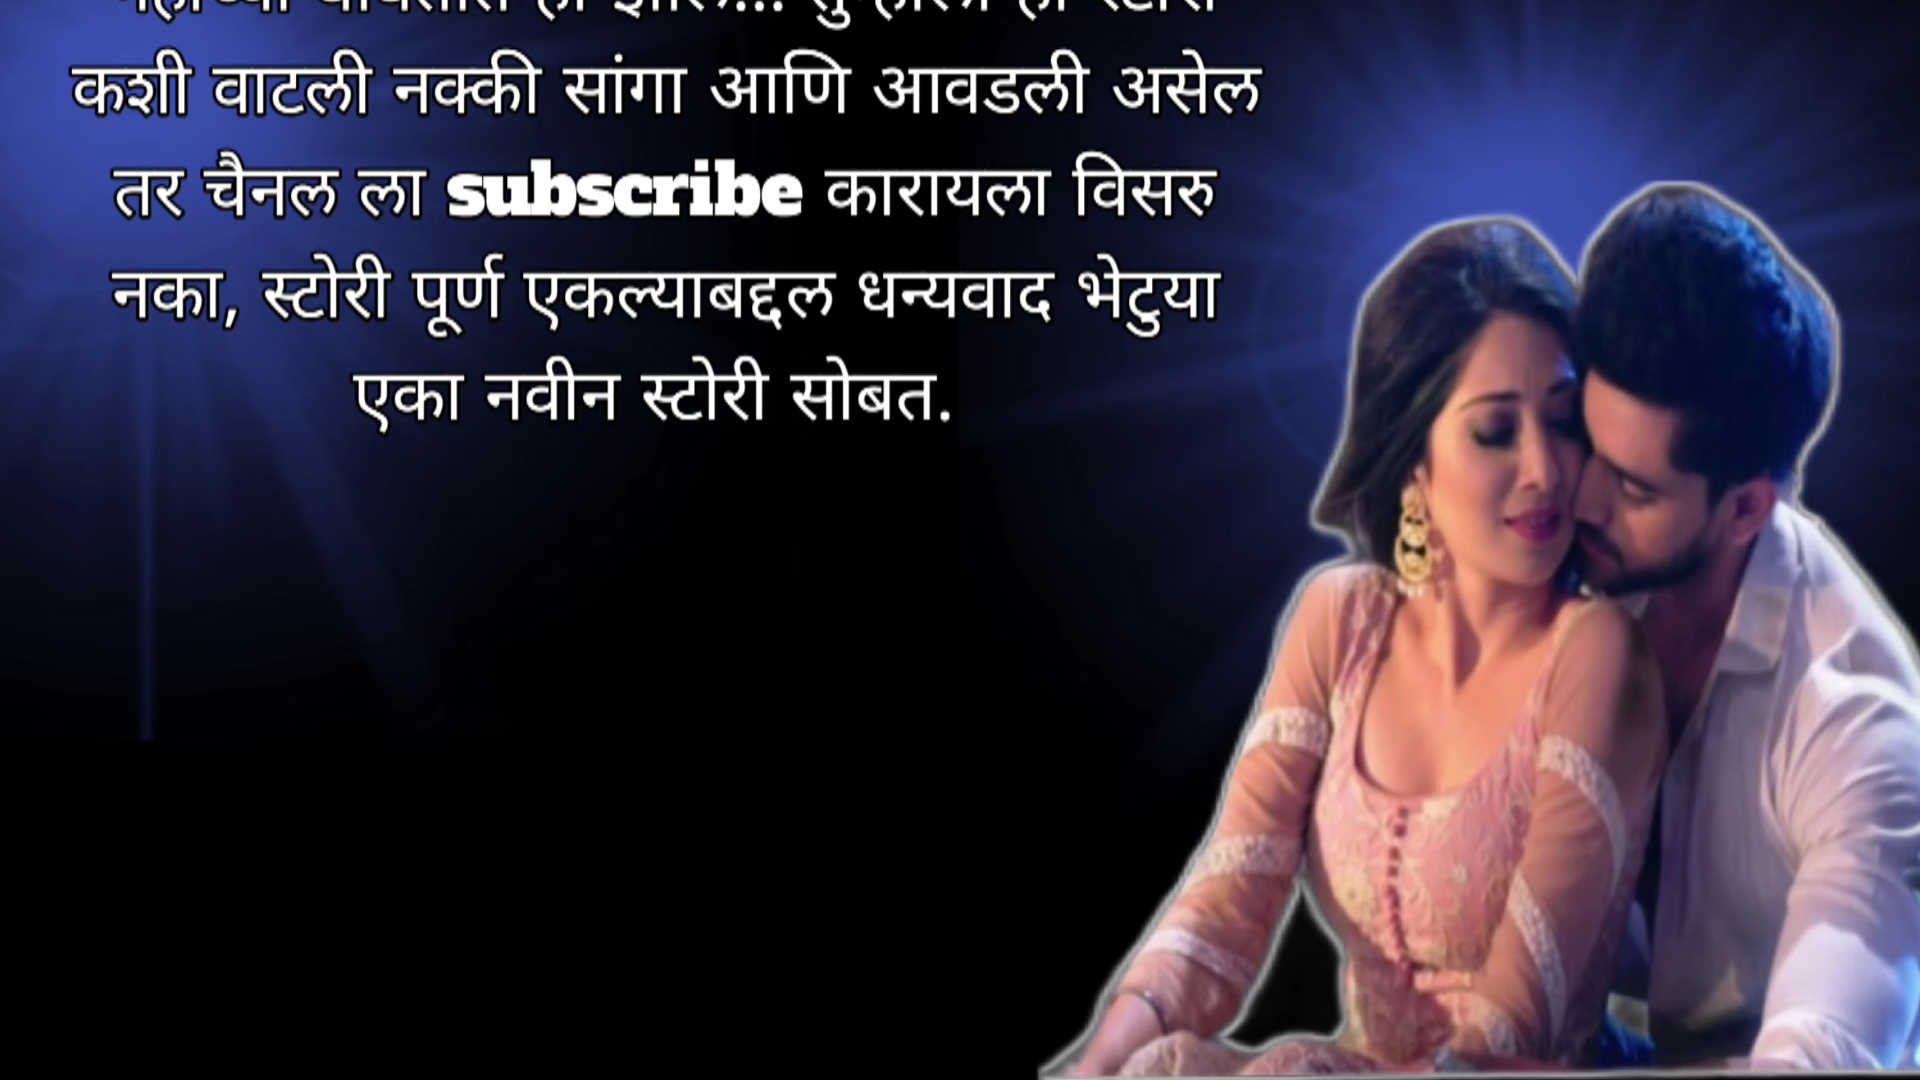 तुम्हाला ही स्टोरी
कशी वाटली नक्की सांगा आणि आवडली असेल
तर चैनल ला subscribe कारायला विसरु
नका, स्टोरी पूर्ण एकल्याबद्दल धन्यवाद भेटुया
एका नवीन स्टोरी सोबत.